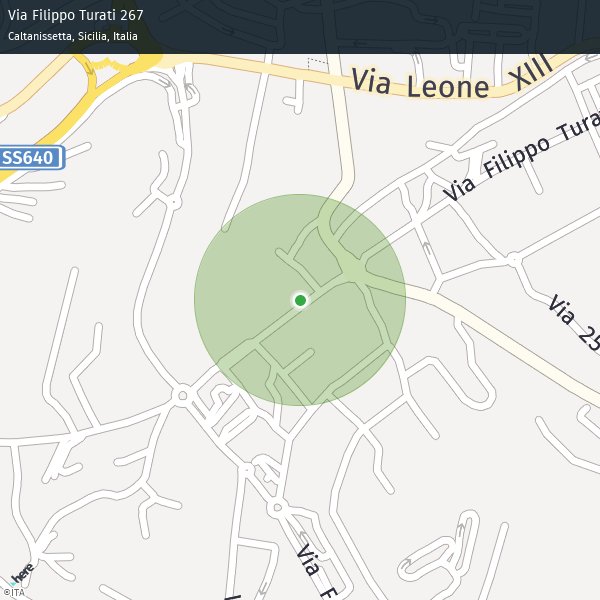 Via Filippo Turati 267
Caltanissetta, Sicilia, Italia
Via Leone XIII
SS640
Via Filippo Tura
Via 25
Via F
here
©ITA